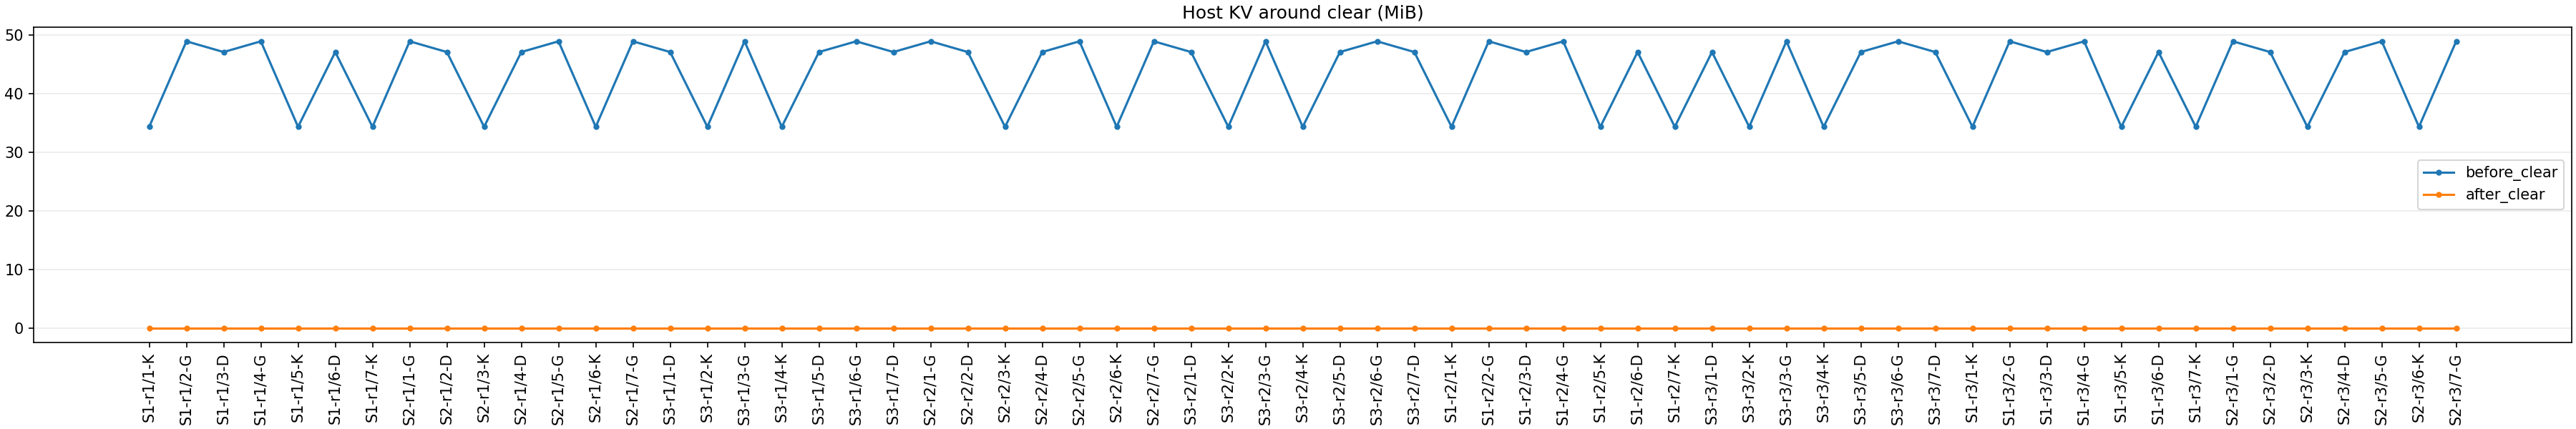 Host KV around clear (MiB)
50
40
30
20
10
0
before_clear
after_clear
S1-r1/1-K
S1-r1/2-G
S1-r1/3-D
S1-r1/4-G
S1-r1/5-K
S1-r1/6-D
S1-r1/7-K
S2-r1/1-G
S2-r1/2-D
S2-r1/3-K
S2-r1/4-D
S2-r1/5-G
S2-r1/6-K
S2-r1/7-G
S3-r1/1-D
S3-r1/2-K
S3-r1/3-G
S3-r1/4-K
S3-r1/5-D
S3-r1/6-G
S3-r1/7-D
S2-r2/1-G
S2-r2/2-D
S2-r2/3-K
S2-r2/4-D
S2-r2/5-G
S2-r2/6-K
S2-r2/7-G
S3-r2/1-D
S3-r2/2-K
S3-r2/3-G
S3-r2/4-K
S3-r2/5-D
S3-r2/6-G
S3-r2/7-D
S1-r2/1-K
S1-r2/2-G
S1-r2/3-D
S1-r2/4-G
S1-r2/5-K
S1-r2/6-D
S1-r2/7-K
S3-r3/1-D
S3-r3/2-K
S3-r3/3-G
S3-r3/4-K
S3-r3/5-D
S3-r3/6-G
S3-r3/7-D
S1-r3/1-K
S1-r3/2-G
S1-r3/3-D
S1-r3/4-G
S1-r3/5-K
S1-r3/6-D
S1-r3/7-K
S2-r3/1-G
S2-r3/2-D
S2-r3/3-K
S2-r3/4-D
S2-r3/5-G
S2-r3/6-K
S2-r3/7-G